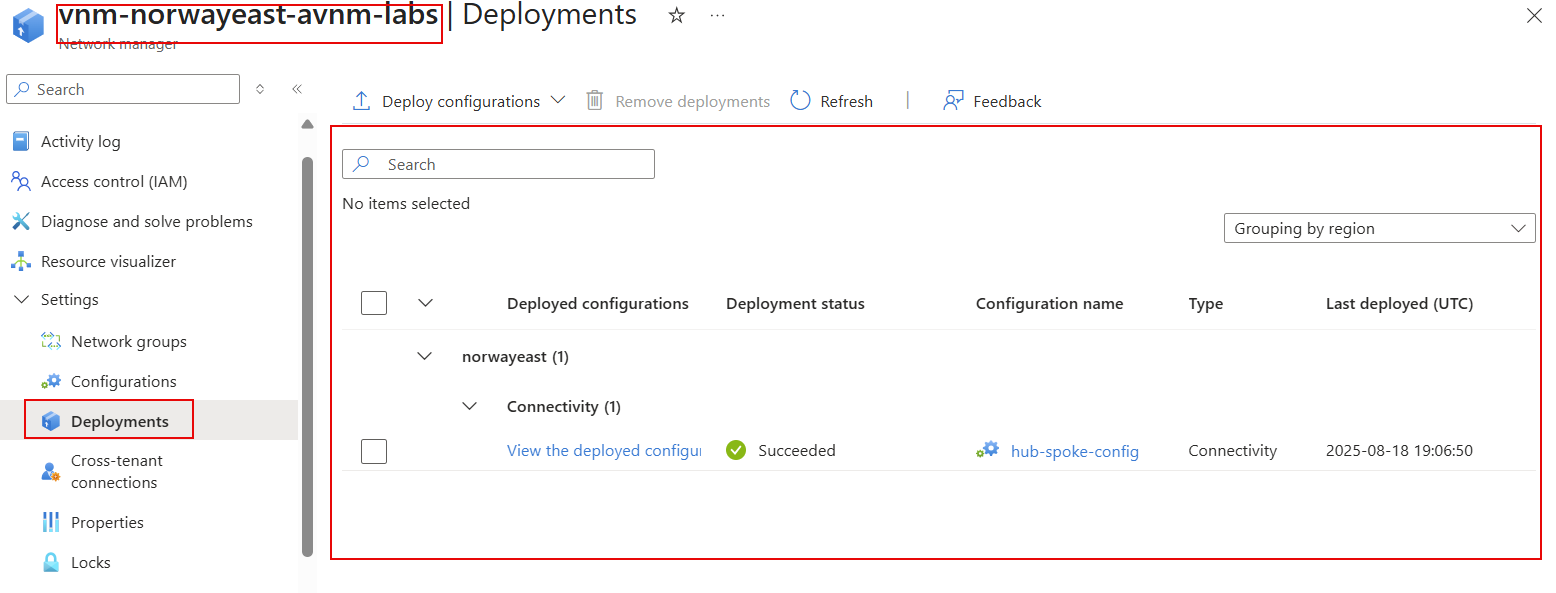 vnm-norwayeast-avnm-labs | Deployments
Network manager
Search
Activity log
Access control (IAM)
Diagnose and solve problems
Resource visualizer
Settings
Network groups
Configurations
Deployments
Cross-tenant
connections
Properties
Locks
Deploy configurations
Remove deployments
Refresh
Feedback
Search
No items selected
Grouping by region
Deployed configurations Deployment status Configuration name Type Last deployed (UTC)
norwayeast (1)
Connectivity (1)
View the deployed configu Succeeded hub-spoke-config Connectivity 2025-08-18 19:06:50